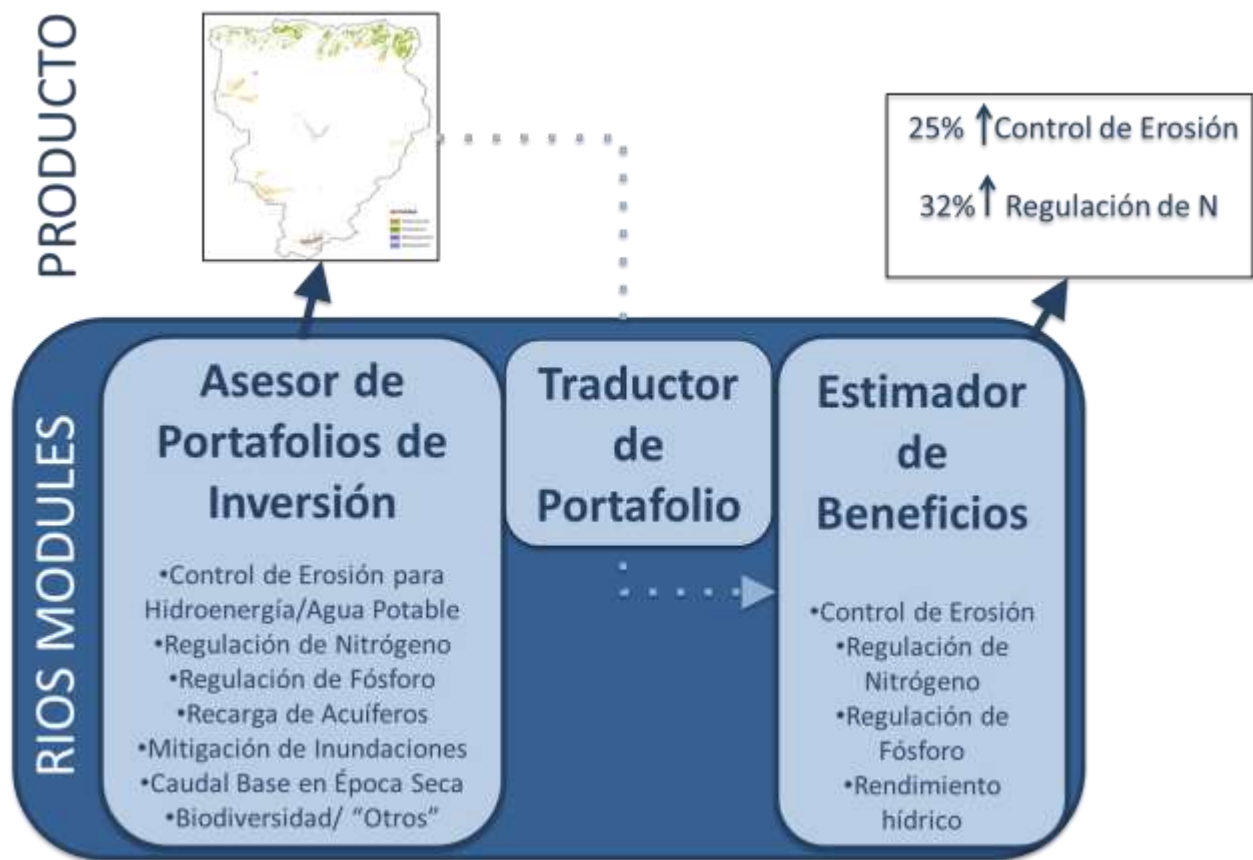 PRODUCTO
25% ↑Control de Erosión
32%↑ Regulación de N
RIOS MODULES
Asesor de
Portafolios de
Inversión
•Control de Erosión para
Hidroenergía/Agua Potable
•Regulación de Nitrógeno
•Regulación de Fósforo
•Recarga de Acuíferos
•Mitigación de Inundaciones
•Caudal Base en Época Seca
•Biodiversidad/ “Otros”
Traductor
de
Portafolio
Estimador
de
Beneficios
•Control de Erosión
•Regulación de
Nitrógeno
•Regulación de
Fósforo
•Rendimiento
hídrico